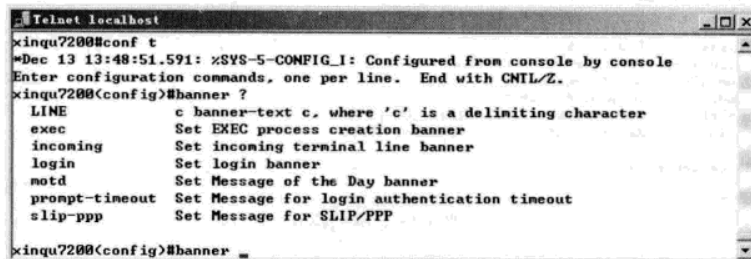 Telnet localhost
xinqu7200#conf t
*Dec 13 13:48:51.591: %SYS-5-CONFIG_I: Configured from console by console
Enter configuration commands, one per line.  End with CNTL/Z.
xinqu7200(config)#banner ?
  LINE            c banner-text c, where 'c' is a delimiting character
  exec            Set EXEC process creation banner
  incoming        Set incoming terminal line banner
  login           Set login banner
  motd            Set Message of the Day banner
  prompt-timeout  Set Message for login authentication timeout
  slip-ppp        Set Message for SLIP/PPP
xinqu7200(config)#banner _